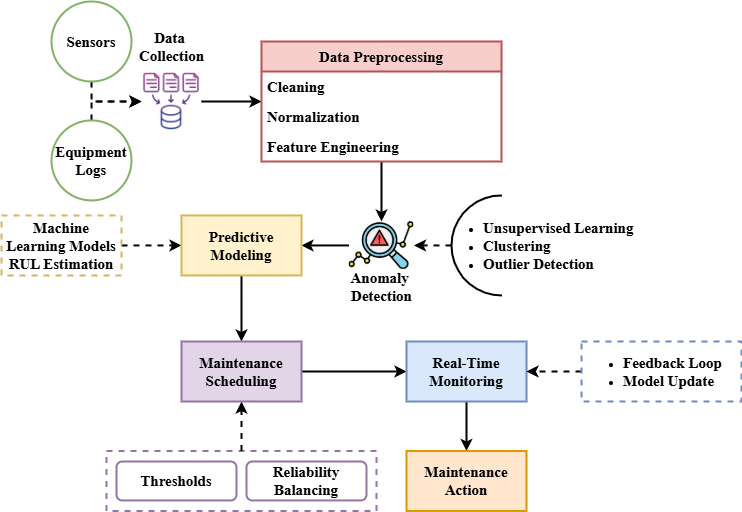 Sensors
Data
Collection
Equipment
Logs
Data Preprocessing
Cleaning
Normalization
Feature Engineering
Machine
Learning Models
RUL Estimation
Predictive
Modeling
Anomaly
Detection
• Unsupervised Learning
• Clustering
• Outlier Detection
Maintenance
Scheduling
Real-Time
Monitoring
• Feedback Loop
• Model Update
Thresholds
Reliability
Balancing
Maintenance
Action